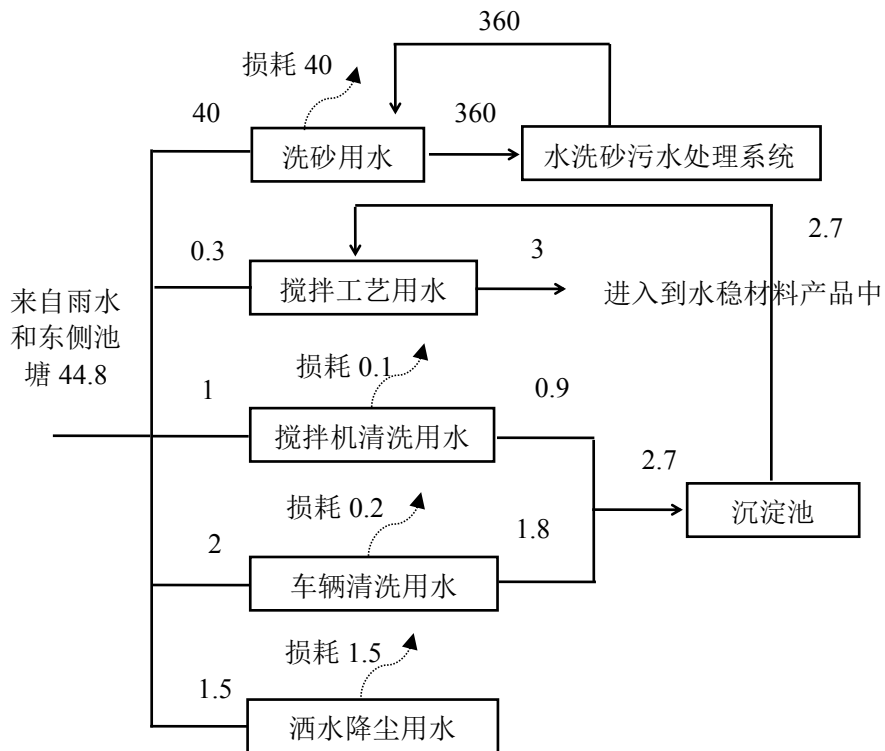 360
损耗 40
40
360
洗砂用水
水洗砂污水处理系统
2.7
0.3
3
搅拌工艺用水
进入到水稳材料产品中
来自雨水
和东侧池
塘 44.8
损耗 0.1
1
0.9
搅拌机清洗用水
2.7
沉淀池
损耗 0.2
2
1.8
车辆清洗用水
损耗 1.5
1.5
洒水降尘用水